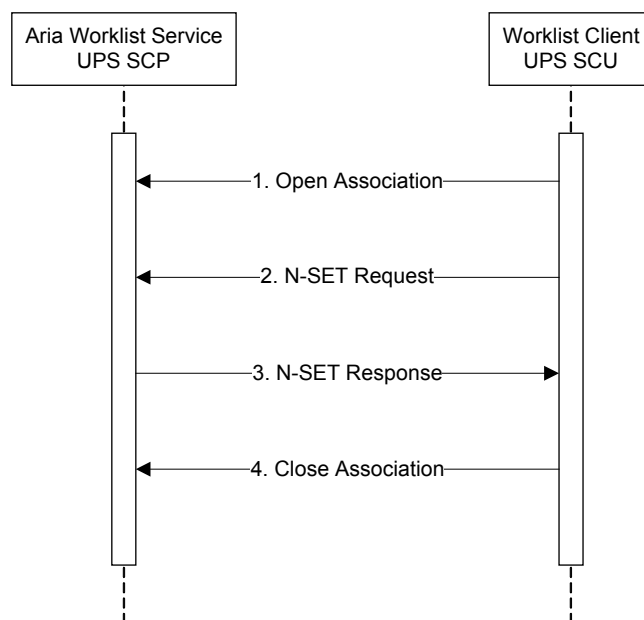 Aria Worklist Service
UPS SCP
Worklist Client
UPS SCU
1. Open Association
2. N-SET Request
3. N-SET Response
4. Close Association